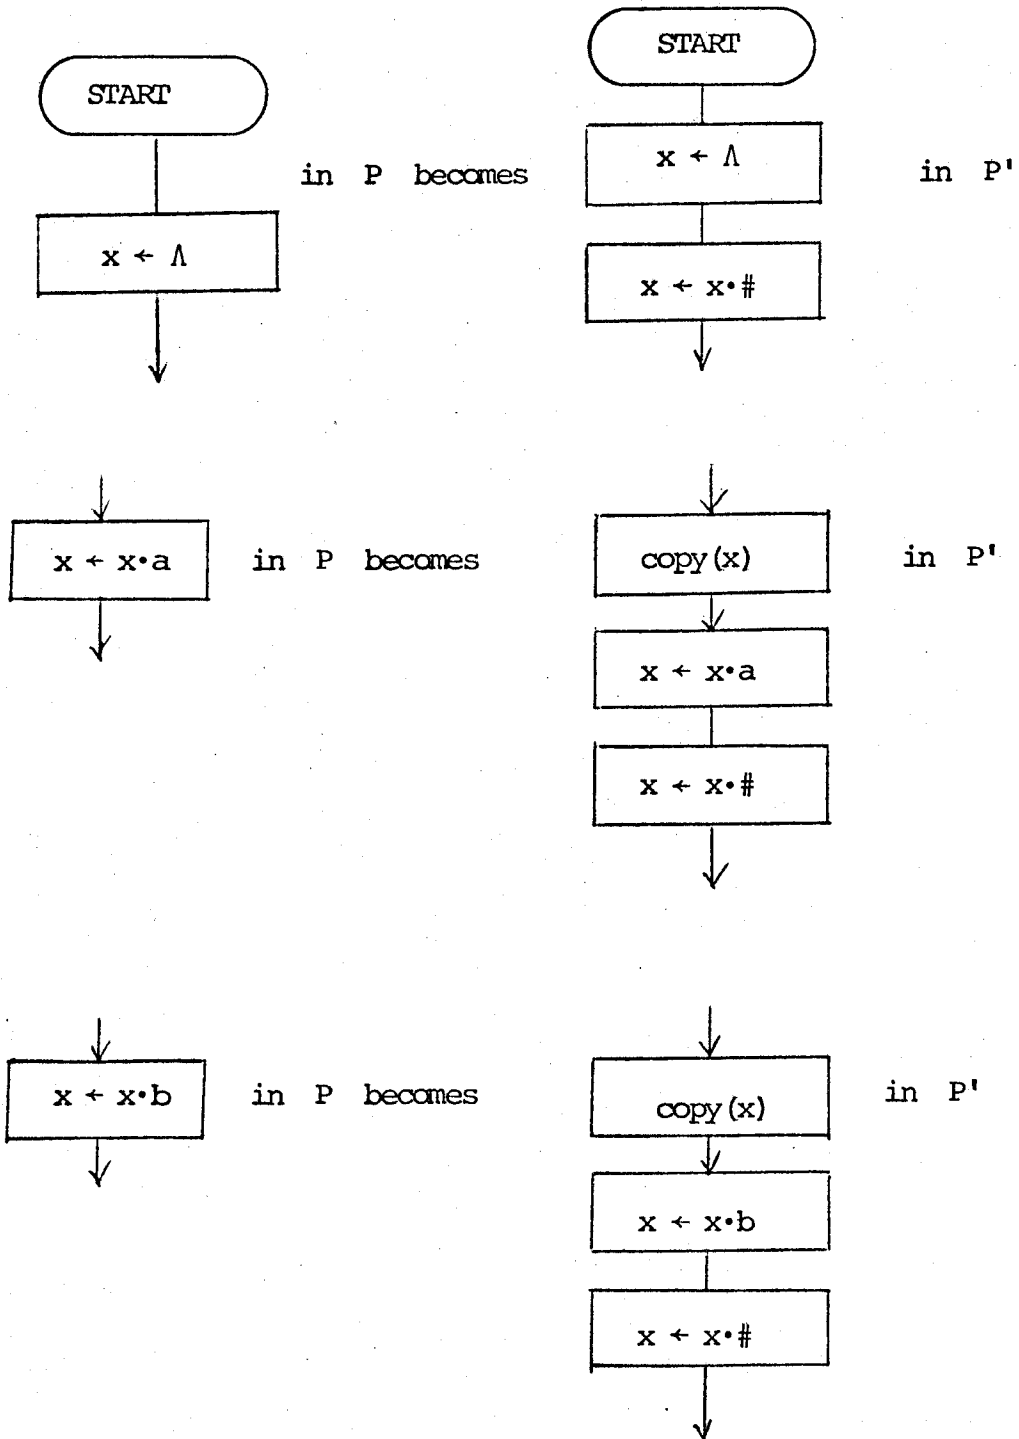 START
x ← Λ
in P becomes
START
x ← Λ
x ← x·#
in P'
x ← x·a
in P becomes
copy(x)
x ← x·a
x ← x·#
in P'
x ← x·b
in P becomes
copy(x)
x ← x·b
x ← x·#
in P'